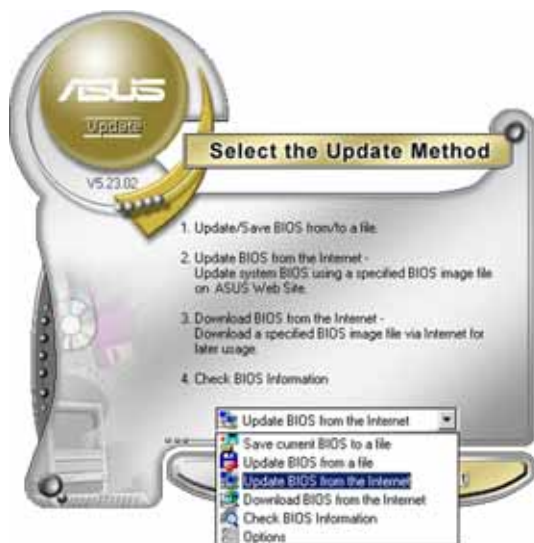 ASUS
Update
V5.23.02
Select the Update Method
1. Update/Save BIOS from/to a file.
2. Update BIOS from the Internet -
Update system BIOS using a specified BIOS image file
on ASUS Web Site.
3. Download BIOS from the Internet -
Download a specified BIOS image file via Internet for
later usage.
4. Check BIOS Information
Update BIOS from the Internet
Save current BIOS to a file
Update BIOS from a file
Update BIOS from the Internet
Download BIOS from the Internet
Check BIOS Information
Options